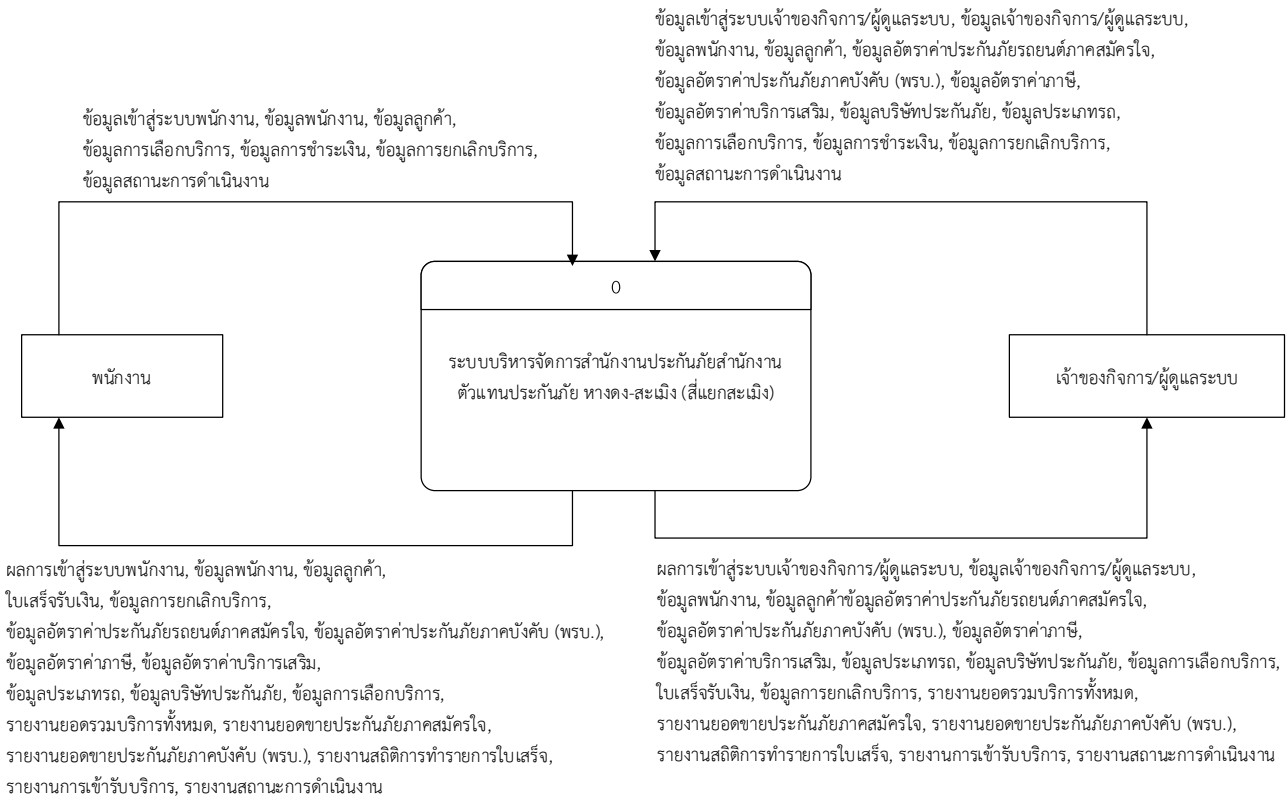 ข้อมูลเข้าสู่ระบบเจ้าของกิจการ/ผู้ดูแลระบบ, ข้อมูลเจ้าของกิจการ/ผู้ดูแลระบบ,
ข้อมูลพนักงาน, ข้อมูลลูกค้า, ข้อมูลอัตราค่าประกันภัยรถยนต์ภาคสมัครใจ,
ข้อมูลอัตราค่าประกันภัยภาคบังคับ (พรบ.), ข้อมูลอัตราค่าภาษี,
ข้อมูลอัตราค่าบริการเสริม, ข้อมูลบริษัทประกันภัย, ข้อมูลประเภทรถ,
ข้อมูลการเลือกบริการ, ข้อมูลการชำระเงิน, ข้อมูลการยกเลิกบริการ,
ข้อมูลสถานะการดำเนินงาน
ข้อมูลเข้าสู่ระบบพนักงาน, ข้อมูลพนักงาน, ข้อมูลลูกค้า,
ข้อมูลการเลือกบริการ, ข้อมูลการชำระเงิน, ข้อมูลการยกเลิกบริการ,
ข้อมูลสถานะการดำเนินงาน
0
ระบบบริหารจัดการสำนักงานประกันภัยสำนักงาน
ตัวแทนประกันภัย หางดง-สะเมิง (สี่แยกสะเมิง)
พนักงาน
เจ้าของกิจการ/ผู้ดูแลระบบ
ผลการเข้าสู่ระบบพนักงาน, ข้อมูลพนักงาน, ข้อมูลลูกค้า,
ใบเสร็จรับเงิน, ข้อมูลการยกเลิกบริการ,
ข้อมูลอัตราค่าประกันภัยรถยนต์ภาคสมัครใจ, ข้อมูลอัตราค่าประกันภัยภาคบังคับ (พรบ.),
ข้อมูลอัตราค่าภาษี, ข้อมูลอัตราค่าบริการเสริม,
ข้อมูลประเภทรถ, ข้อมูลบริษัทประกันภัย, ข้อมูลการเลือกบริการ,
รายงานยอดรวมบริการทั้งหมด, รายงานยอดขายประกันภัยภาคสมัครใจ,
รายงานยอดขายประกันภัยภาคบังคับ (พรบ.), รายงานสถิติการทำรายการใบเสร็จ,
รายงานการเข้ารับบริการ, รายงานสถานะการดำเนินงาน
ผลการเข้าสู่ระบบเจ้าของกิจการ/ผู้ดูแลระบบ, ข้อมูลเจ้าของกิจการ/ผู้ดูแลระบบ,
ข้อมูลพนักงาน, ข้อมูลลูกค้าข้อมูลอัตราค่าประกันภัยรถยนต์ภาคสมัครใจ,
ข้อมูลอัตราค่าประกันภัยภาคบังคับ (พรบ.), ข้อมูลอัตราค่าภาษี,
ข้อมูลอัตราค่าบริการเสริม, ข้อมูลประเภทรถ, ข้อมูลบริษัทประกันภัย, ข้อมูลการเลือกบริการ,
ใบเสร็จรับเงิน, ข้อมูลการยกเลิกบริการ, รายงานยอดรวมบริการทั้งหมด,
รายงานยอดขายประกันภัยภาคสมัครใจ, รายงานยอดขายประกันภัยภาคบังคับ (พรบ.),
รายงานสถิติการทำรายการใบเสร็จ, รายงานการเข้ารับบริการ, รายงานสถานะการดำเนินงาน